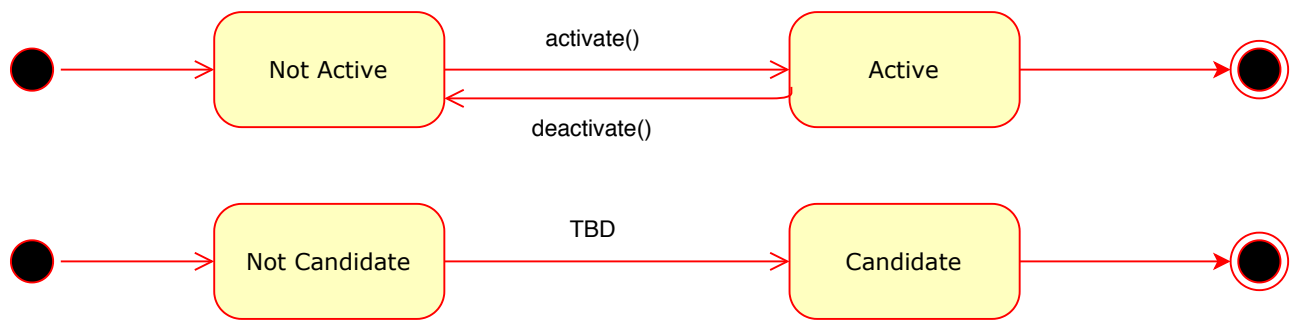 activate()
Not Active
Active
deactivate()
TBD
Not Candidate
Candidate